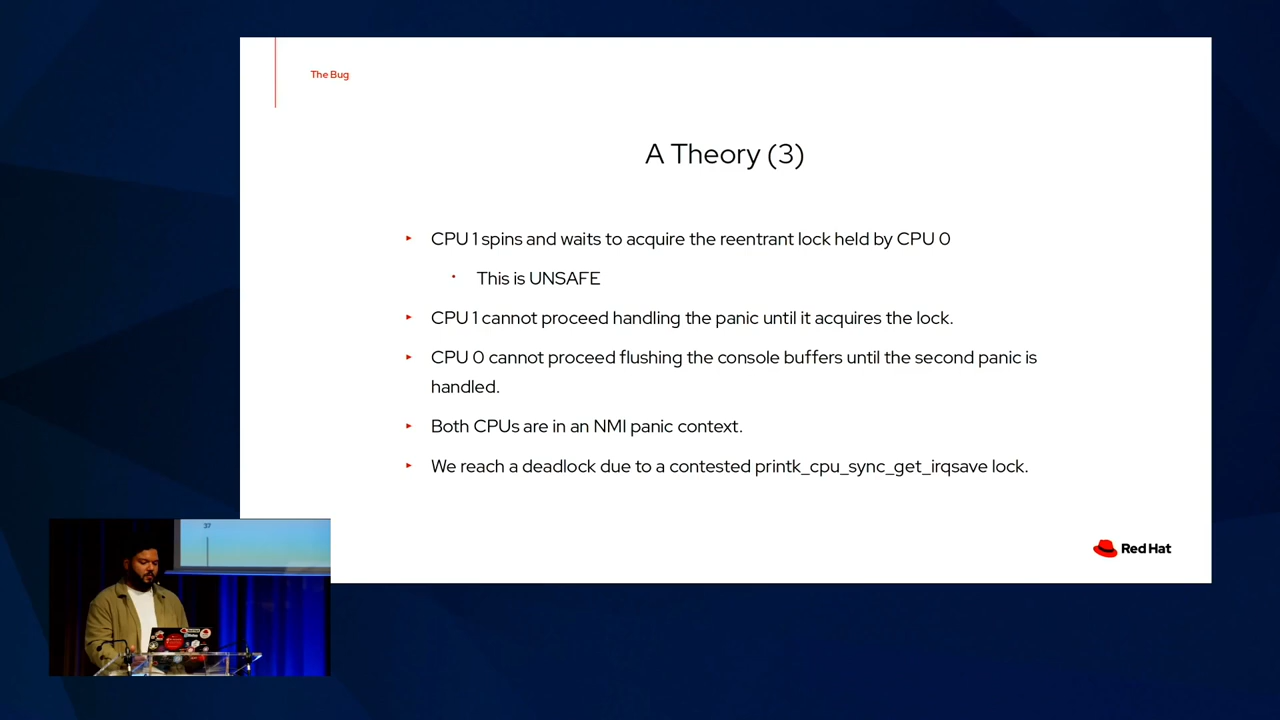 The Bug
A Theory (3)
CPU 1 spins and waits to acquire the reentrant lock held by CPU 0
This is UNSAFE
CPU 1 cannot proceed handling the panic until it acquires the lock.
CPU 0 cannot proceed flushing the console buffers until the second panic is
handled.
Both CPUs are in an NMI panic context.
We reach a deadlock due to a contested printk_cpu_sync_get_irqsave lock.
Red Hat
37